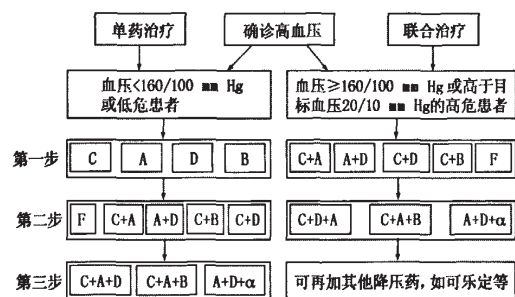 单药治疗 确诊高血压 联合治疗
血压<160/100 mm Hg
或低危患者
血压≥160/100 mm Hg 或高于目
标血压20/10 mm Hg的高危患者
第一步 C A D B C+A A+D C+D C+B F
第二步 F C+A A+D C+B C+D C+D+A C+A+B A+D+α
第三步 C+A+D C+A+B A+D+α 可再加其他降压药,如可乐定等